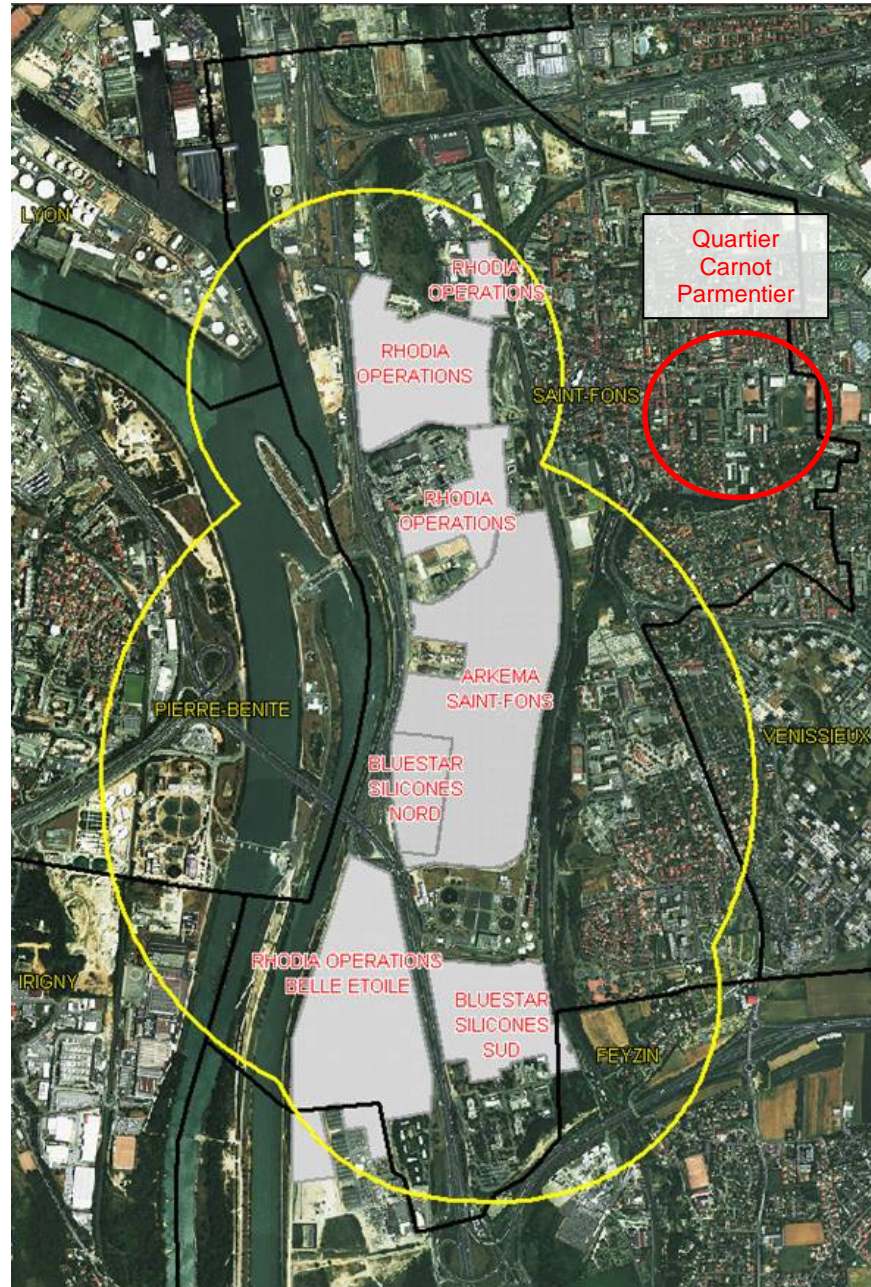 LYON
Quartier
Carnot
Parmentier
RHODIA
OPERATIONS
RHODIA
OPERATIONS
SAINT-FONS
RHODIA
OPERATIONS
ARKEMA
SAINT-FONS
PIERRE-BENITE
VENISSIEUX
BLUESTAR
SILICONES
NORD
RHODIA OPERATIONS
BELLE ETOILE
IRIGNY
BLUESTAR
SILICONES
SUD
FEYZIN